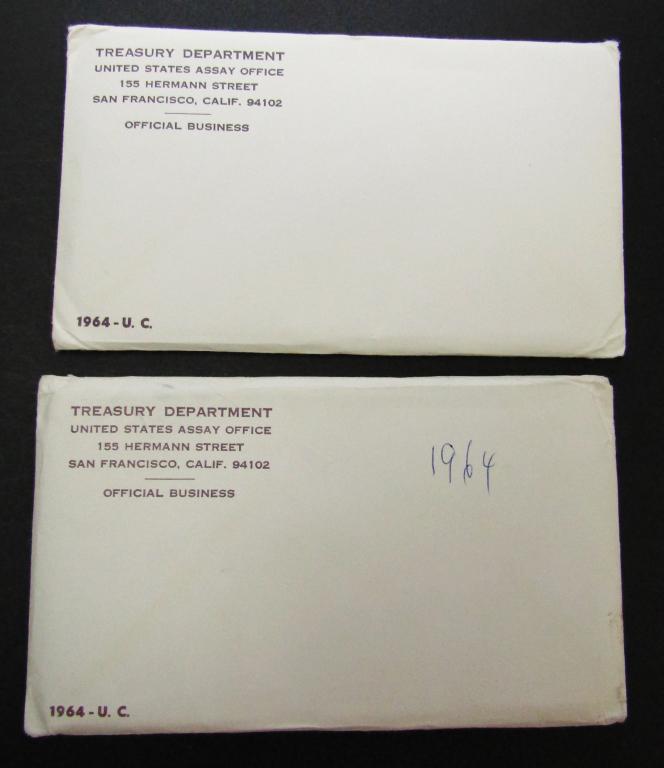 TREASURY DEPARTMENT
UNITED STATES ASSAY OFFICE
155 HERMANN STREET
SAN FRANCISCO, CALIF. 94102
OFFICIAL BUSINESS
1964 - U. C.
TREASURY DEPARTMENT
UNITED STATES ASSAY OFFICE
155 HERMANN STREET
SAN FRANCISCO, CALIF. 94102
OFFICIAL BUSINESS
1964
1964 - U. C.